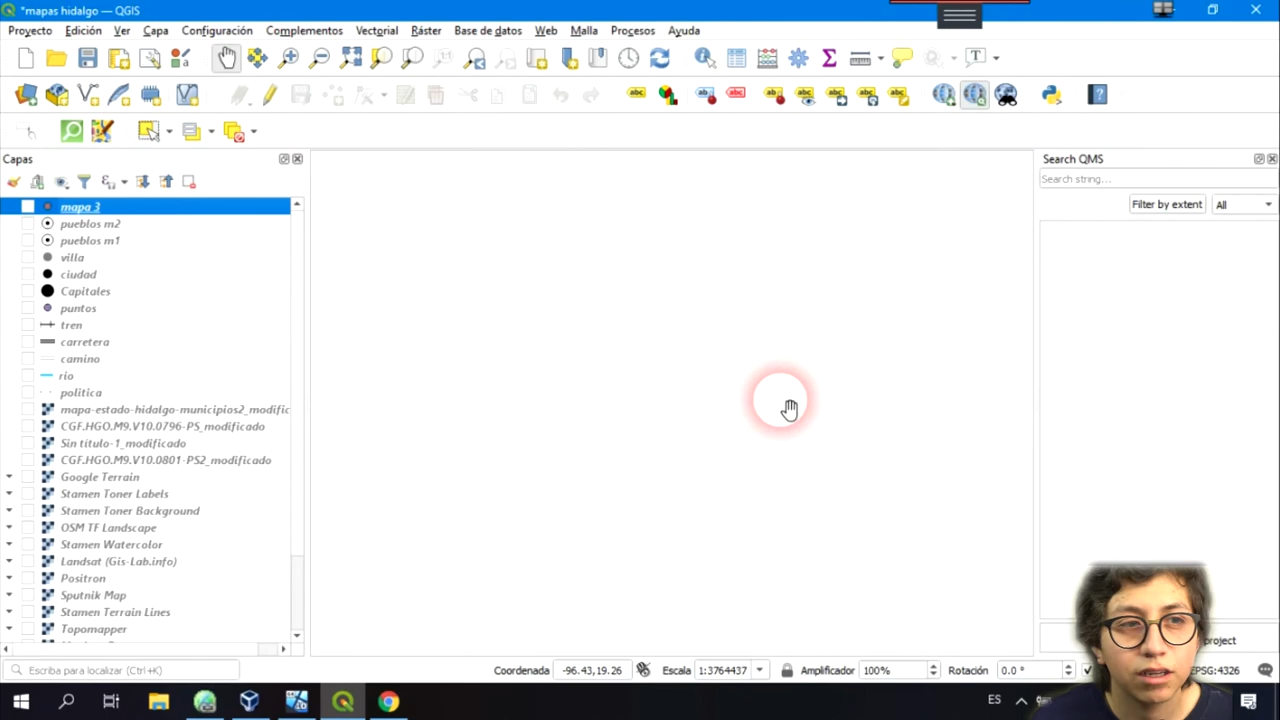 *mapas hidalgo — QGIS
Proyecto Edición Ver Capa Configuración Complementos Vectorial Ráster Base de datos Web Malla Procesos Ayuda
Capas
Search QMS
Search string...
Filter by extent All
mapa 3
pueblos m2
pueblos m1
villa
ciudad
Capitales
puntos
tren
carretera
camino
rio
politica
mapa-estado-hidalgo-municipios2_modific
CGF.HGO.M9.V10.0796-PS_modificado
Sin título-1_modificado
CGF.HGO.M9.V10.0801-PS2_modificado
Google Terrain
Stamen Toner Labels
Stamen Toner Background
OSM TF Landscape
Stamen Watercolor
Landsat (Gis-Lab.info)
Positron
Sputnik Map
Stamen Terrain Lines
Topomapper
project
Escriba para localizar (Ctrl+K) Coordenada -96.43,19.26 Escala 1:3764437 Amplificador 100% Rotación 0.0 ° EPSG:4326
ES